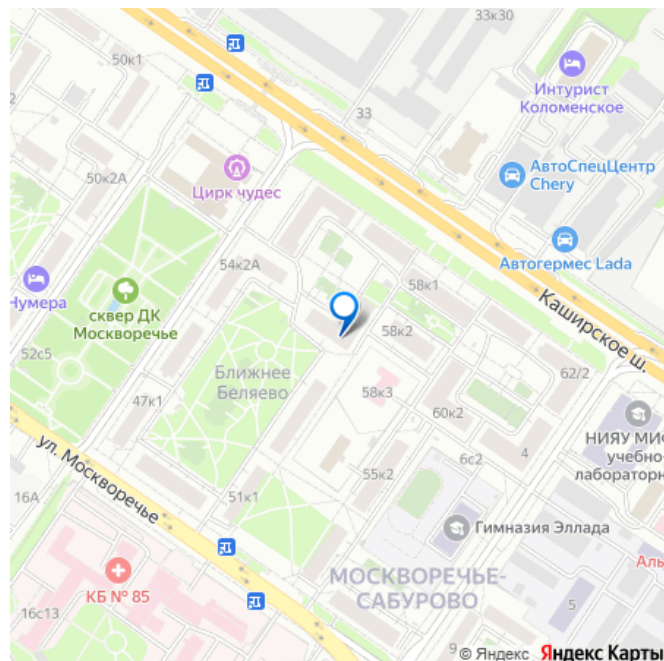 33к30
50к1
Интурист
Коломенское
33
АвтоСпецЦентр
Chery
50к2А
Цирк чудес
Автогермес Lada
54к2А
58к1
Нумера
сквер ДК
Москворечье
Каширское ш.
58к2
52с5
Ближнее
Беляево
62/2
58к3
47к1
60к2
НИЯУ МИФ
учебно-
лабораторн
ул. Москворечье
6с2
4
55к2
16А
51к1
Гимназия Эллада
Аль
КБ № 85
МОСКВОРЕЧЬЕ-
САБУРОВО
16с13
5
9
© Яндекс Яндекс Карты